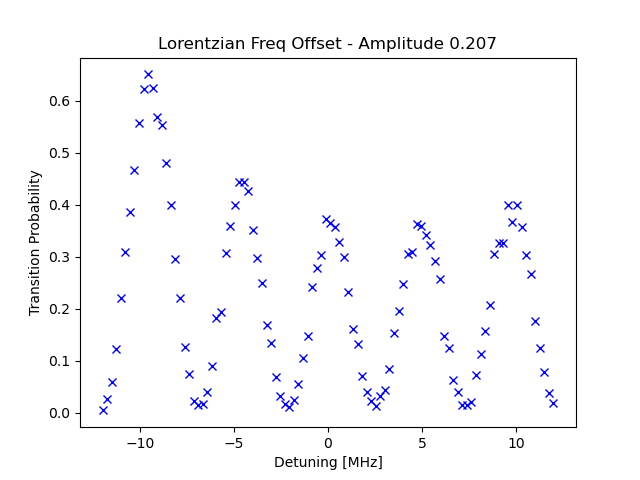 Lorentzian Freq Offset - Amplitude 0.207
Transition Probability
0.6
0.5
0.4
0.3
0.2
0.1
0.0
−10 −5 0 5 10
Detuning [MHz]